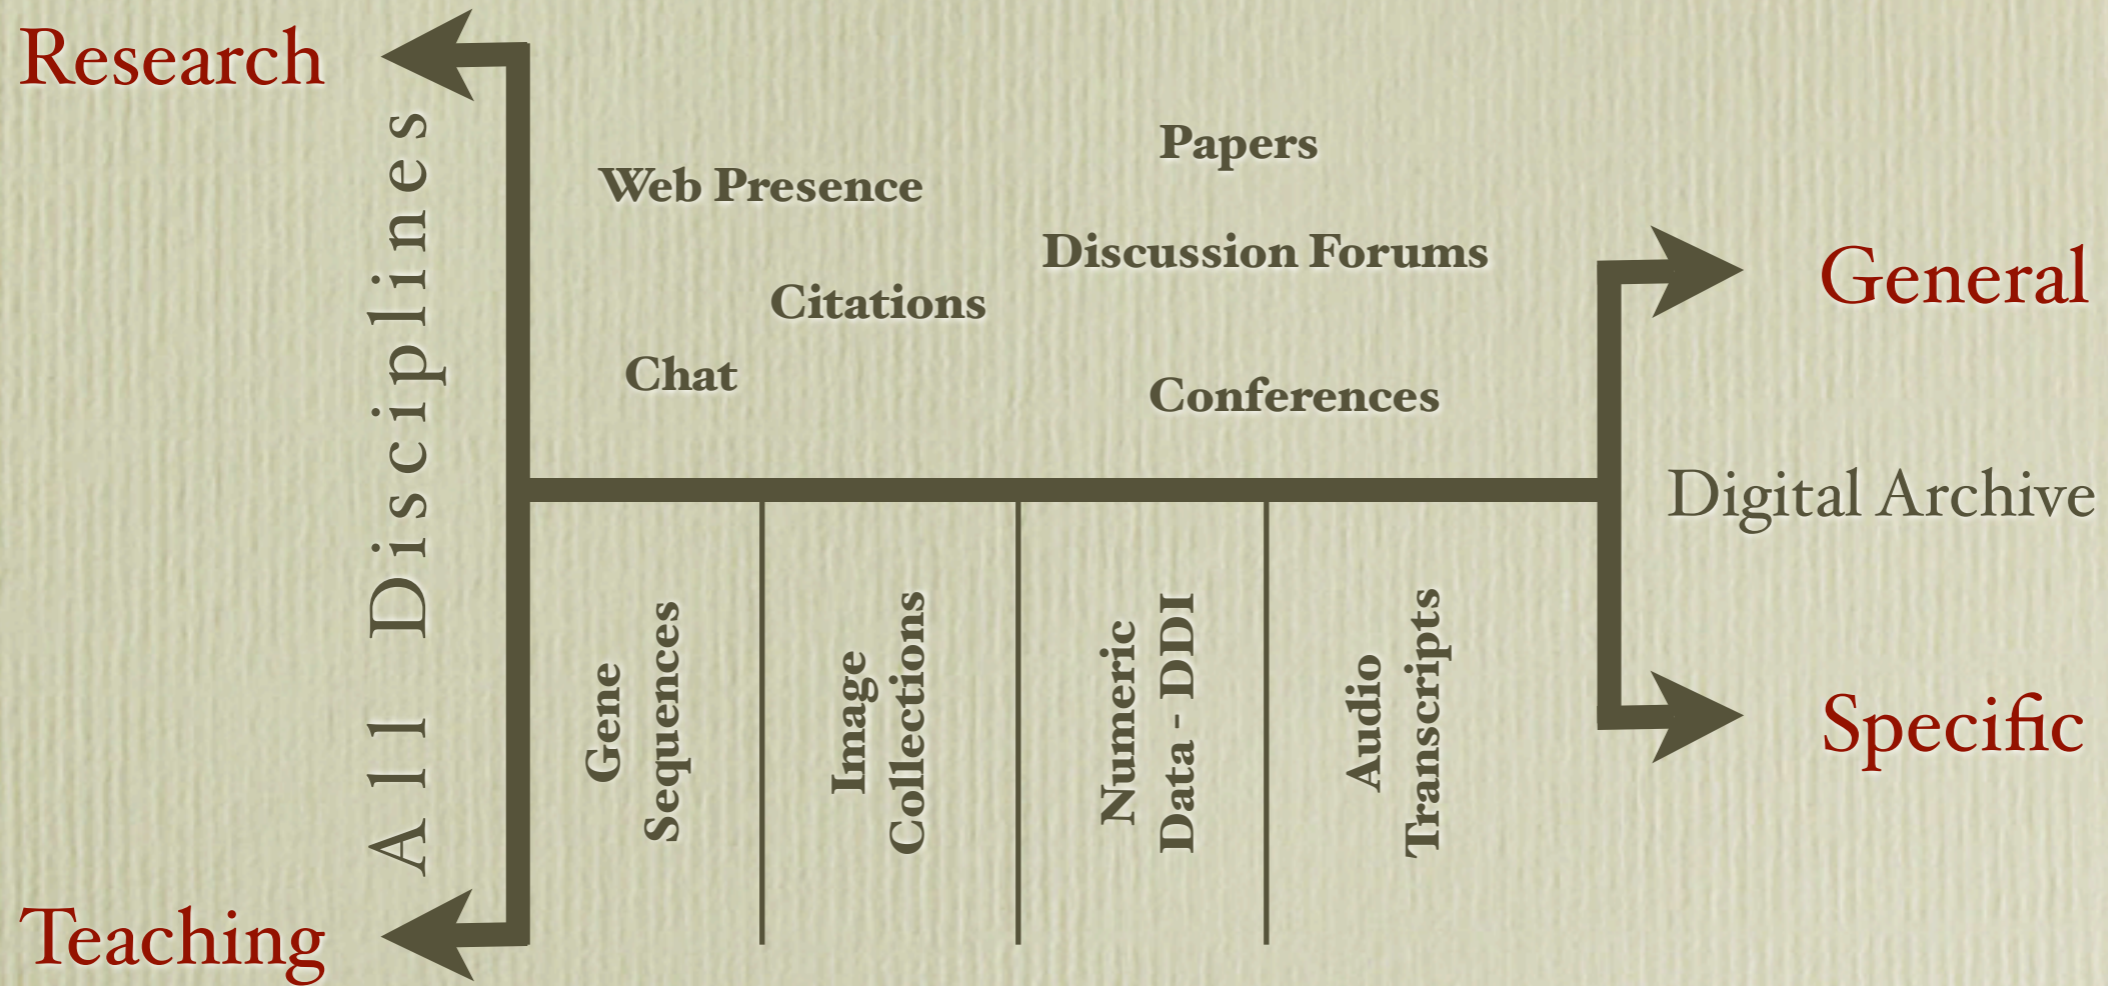 Research
All Disciplines
Teaching
Papers
Web Presence
Discussion Forums
Citations
Chat
Conferences
General
Digital Archive
Specific
Gene
Sequences
Image
Collections
Numeric
Data - DDI
Audio
Transcripts